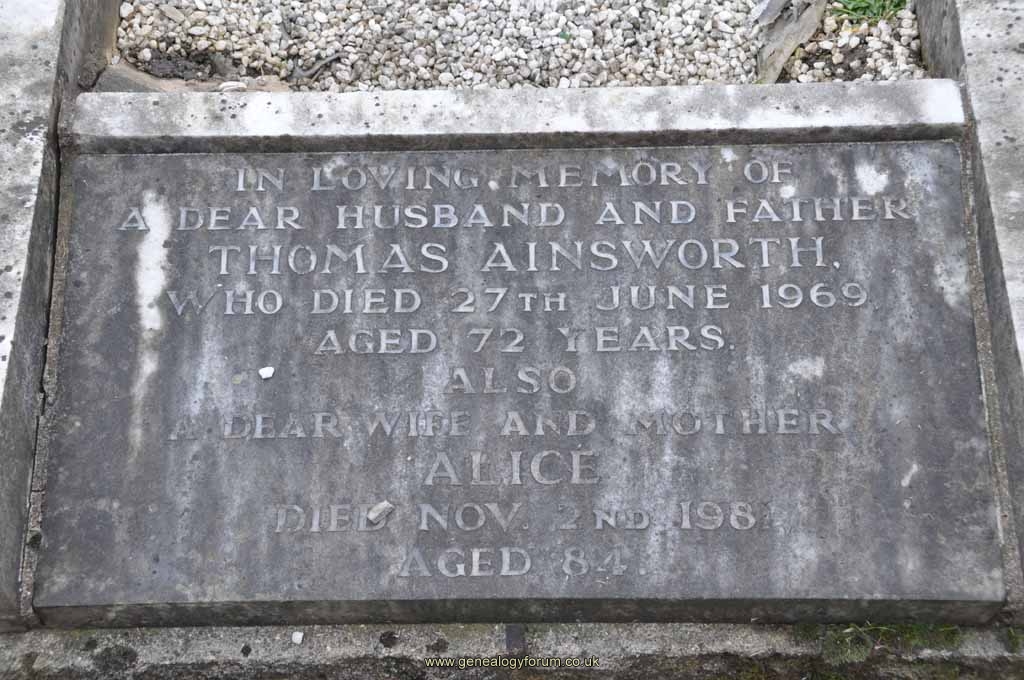 IN LOVING MEMORY OF
A DEAR HUSBAND AND FATHER
THOMAS AINSWORTH,
WHO DIED 27TH JUNE 1969,
AGED 72 YEARS.
ALSO
A DEAR WIFE AND MOTHER
ALICE
DIED NOV. 2ND
AGED 84.
www.genealogyforum.co.uk